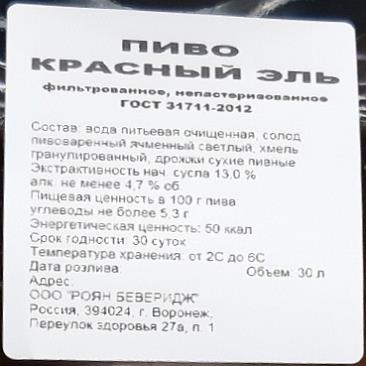 ПИВО
КРАСНЫЙ ЭЛЬ
фильтрованное, непастеризованное
ГОСТ 31711-2012
Состав: вода питьевая очищенная, солод
пивоваренный ячменный светлый, хмель
гранулированный, дрожжи сухие пивные
Экстрактивность нач. сусла 13,0 %
алк. не менее 4,7 % об.
Пищевая ценность в 100 г пива
углеводы не более 5,3 г
Энергетическая ценность: 50 ккал
Срок годности: 30 суток
Температура хранения: от 2С до 6С
Дата розлива: Объем: 30 л
Адрес:
ООО "РОЯН БЕВЕРИДЖ"
Россия, 394024, г. Воронеж,
Переулок здоровья 27а, п. 1